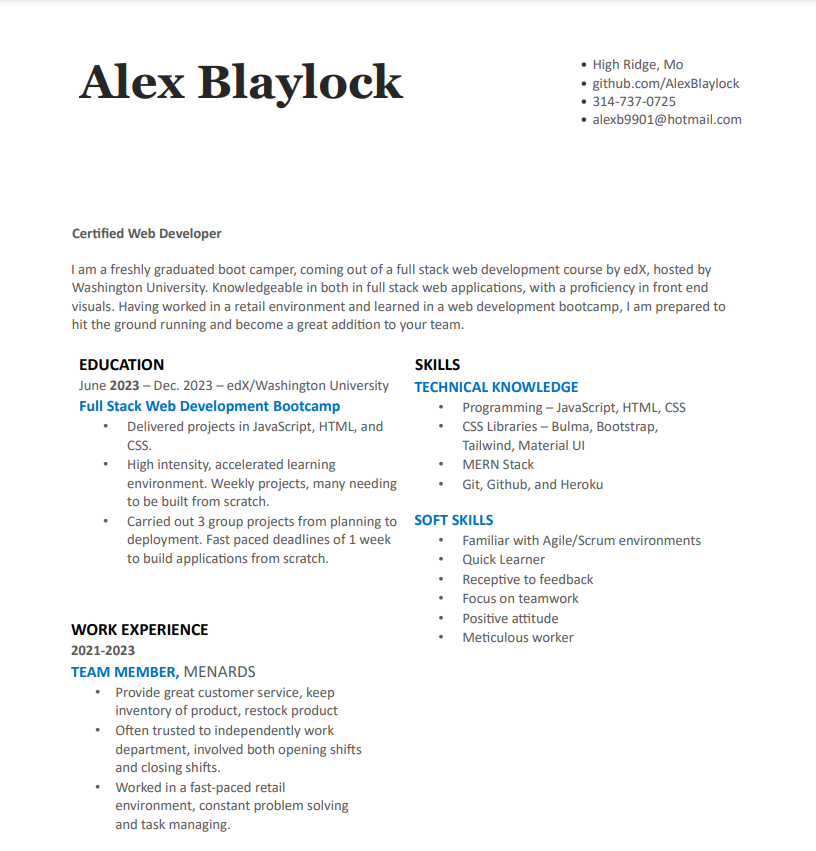 Alex Blaylock
• High Ridge, Mo
• github.com/AlexBlaylock
• 314-737-0725
• alexb9901@hotmail.com
Certified Web Developer
I am a freshly graduated boot camper, coming out of a full stack web development course by edX, hosted by
Washington University. Knowledgeable in both in full stack web applications, with a proficiency in front end
visuals. Having worked in a retail environment and learned in a web development bootcamp, I am prepared to
hit the ground running and become a great addition to your team.
EDUCATION
June 2023 – Dec. 2023 – edX/Washington University
Full Stack Web Development Bootcamp
• Delivered projects in JavaScript, HTML, and
CSS.
• High intensity, accelerated learning
environment. Weekly projects, many needing
to be built from scratch.
• Carried out 3 group projects from planning to
deployment. Fast paced deadlines of 1 week
to build applications from scratch.
WORK EXPERIENCE
2021-2023
TEAM MEMBER, MENARDS
• Provide great customer service, keep
inventory of product, restock product
• Often trusted to independently work
department, involved both opening shifts
and closing shifts.
• Worked in a fast-paced retail
environment, constant problem solving
and task managing.
SKILLS
TECHNICAL KNOWLEDGE
• Programming – JavaScript, HTML, CSS
• CSS Libraries – Bulma, Bootstrap,
Tailwind, Material UI
• MERN Stack
• Git, Github, and Heroku
SOFT SKILLS
• Familiar with Agile/Scrum environments
• Quick Learner
• Receptive to feedback
• Focus on teamwork
• Positive attitude
• Meticulous worker